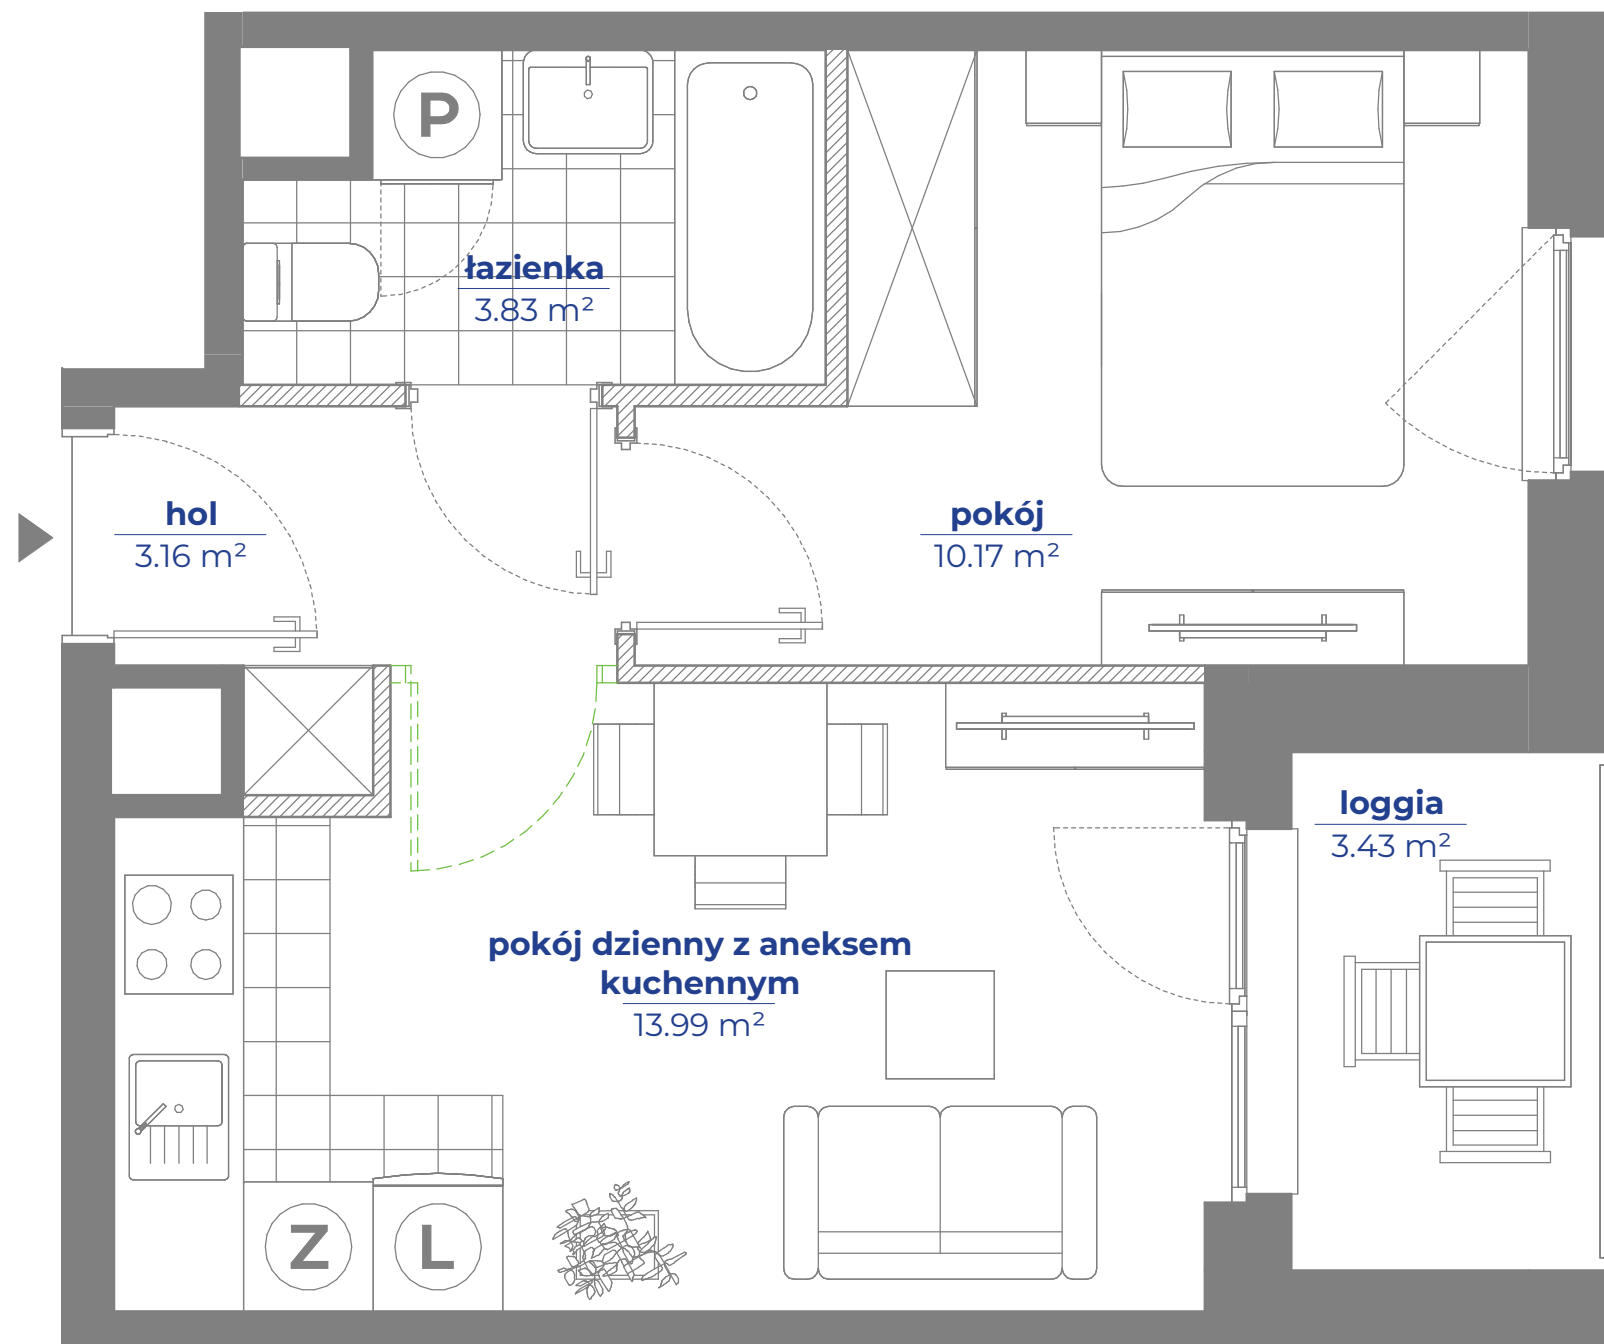 P
łazienka
3.83 m²
hol
3.16 m²
pokój
10.17 m²
loggia
3.43 m²
pokój dzienny z aneksem
kuchennym
13.99 m²
Z
L